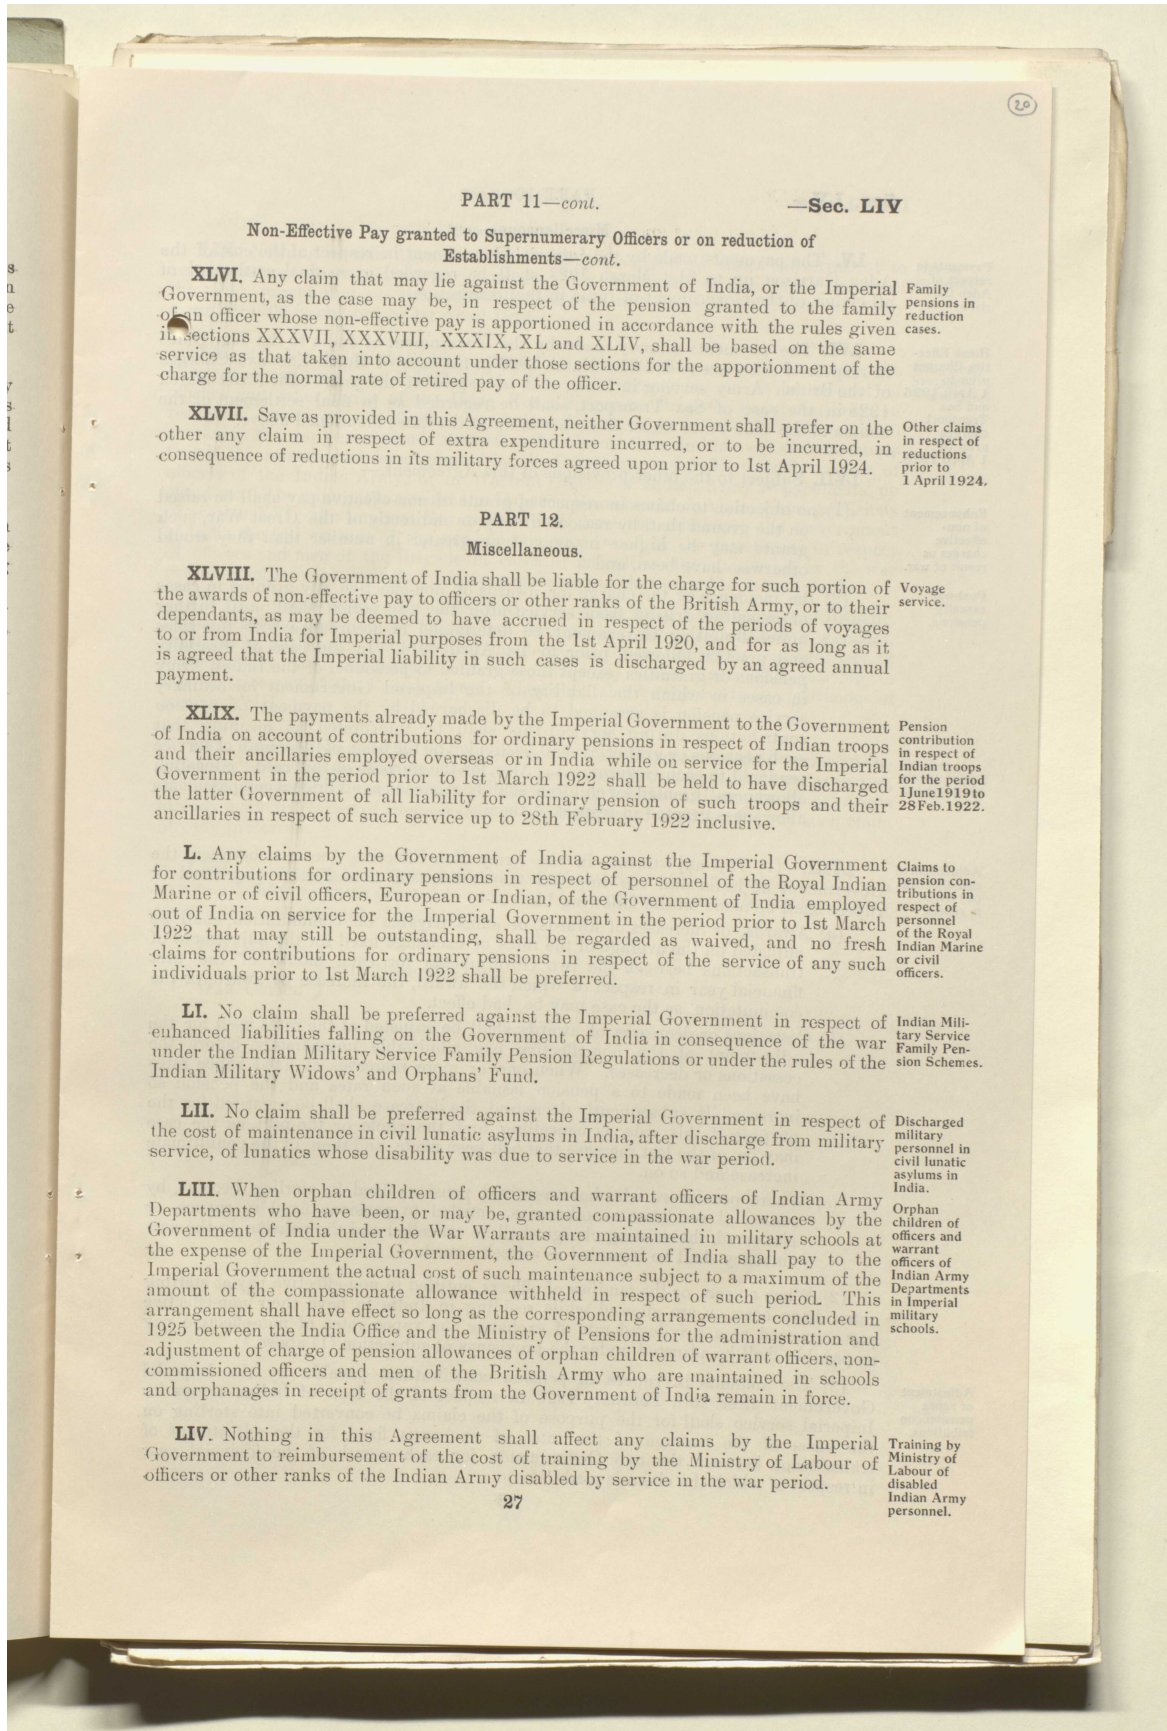 20
PART 11—cont.
—Sec. LIV
Non-Effective Pay granted to Supernumerary Officers or on reduction of
Establishments—cont.
XLVI. Any claim that may lie against the Government of India, or the Imperial
Government, as the case may be, in respect of the pension granted to the family
of an officer whose non-effective pay is apportioned in accordance with the rules given
in sections XXXVII, XXXVIII, XXXIX, XL and XLIV, shall be based on the same
service as that taken into account under those sections for the apportionment of the
charge for the normal rate of retired pay of the officer.
Family
pensions in
reduction
cases.
XLVII. Save as provided in this Agreement, neither Government shall prefer on the
other any claim in respect of extra expenditure incurred, or to be incurred, in
consequence of reductions in its military forces agreed upon prior to 1st April 1924.
Other claims
in respect of
reductions
prior to
1 April 1924.
PART 12.
Miscellaneous.
XLVIII. The Government of India shall be liable for the charge for such portion of
the awards of non-effective pay to officers or other ranks of the British Army, or to their
dependants, as may be deemed to have accrued in respect of the periods of voyages
to or from India for Imperial purposes from the 1st April 1920, and for as long as it
is agreed that the Imperial liability in such cases is discharged by an agreed annual
payment.
Voyage
service.
XLIX. The payments already made by the Imperial Government to the Government
of India on account of contributions for ordinary pensions in respect of Indian troops
and their ancillaries employed overseas or in India while on service for the Imperial
Government in the period prior to 1st March 1922 shall be held to have discharged
the latter Government of all liability for ordinary pension of such troops and their
ancillaries in respect of such service up to 28th February 1922 inclusive.
Pension
contribution
in respect of
Indian troops
for the period
1 June 1919 to
28 Feb. 1922.
L. Any claims by the Government of India against the Imperial Government
for contributions for ordinary pensions in respect of personnel of the Royal Indian
Marine or of civil officers, European or Indian, of the Government of India employed
out of India on service for the Imperial Government in the period prior to 1st March
1922 that may still be outstanding, shall be regarded as waived, and no fresh
claims for contributions for ordinary pensions in respect of the service of any such
individuals prior to 1st March 1922 shall be preferred.
Claims to
pension con-
tributions in
respect of
personnel
of the Royal
Indian Marine
or civil
officers.
LI. No claim shall be preferred against the Imperial Government in respect of
enhanced liabilities falling on the Government of India in consequence of the war
under the Indian Military Service Family Pension Regulations or under the rules of the
Indian Military Widows' and Orphans' Fund.
Indian Mili-
tary Service
Family Pen-
sion Schemes.
LII. No claim shall be preferred against the Imperial Government in respect of
the cost of maintenance in civil lunatic asylums in India, after discharge from military
service, of lunatics whose disability was due to service in the war period.
Discharged
military
personnel in
civil lunatic
asylums in
India.
LIII. When orphan children of officers and warrant officers of Indian Army
Departments who have been, or may be, granted compassionate allowances by the
Government of India under the War Warrants are maintained in military schools at
the expense of the Imperial Government, the Government of India shall pay to the
Imperial Government the actual cost of such maintenance subject to a maximum of the
amount of the compassionate allowance withheld in respect of such period. This
arrangement shall have effect so long as the corresponding arrangements concluded in
1925 between the India Office and the Ministry of Pensions for the administration and
adjustment of charge of pension allowances of orphan children of warrant officers, non-
commissioned officers and men of the British Army who are maintained in schools
and orphanages in receipt of grants from the Government of India remain in force.
Orphan
children of
officers and
warrant
officers of
Indian Army
Departments
in Imperial
military
schools.
LIV. Nothing in this Agreement shall affect any claims by the Imperial
Government to reimbursement of the cost of training by the Ministry of Labour of
officers or other ranks of the Indian Army disabled by service in the war period.
Training by
Ministry of
Labour of
disabled
Indian Army
personnel.
27